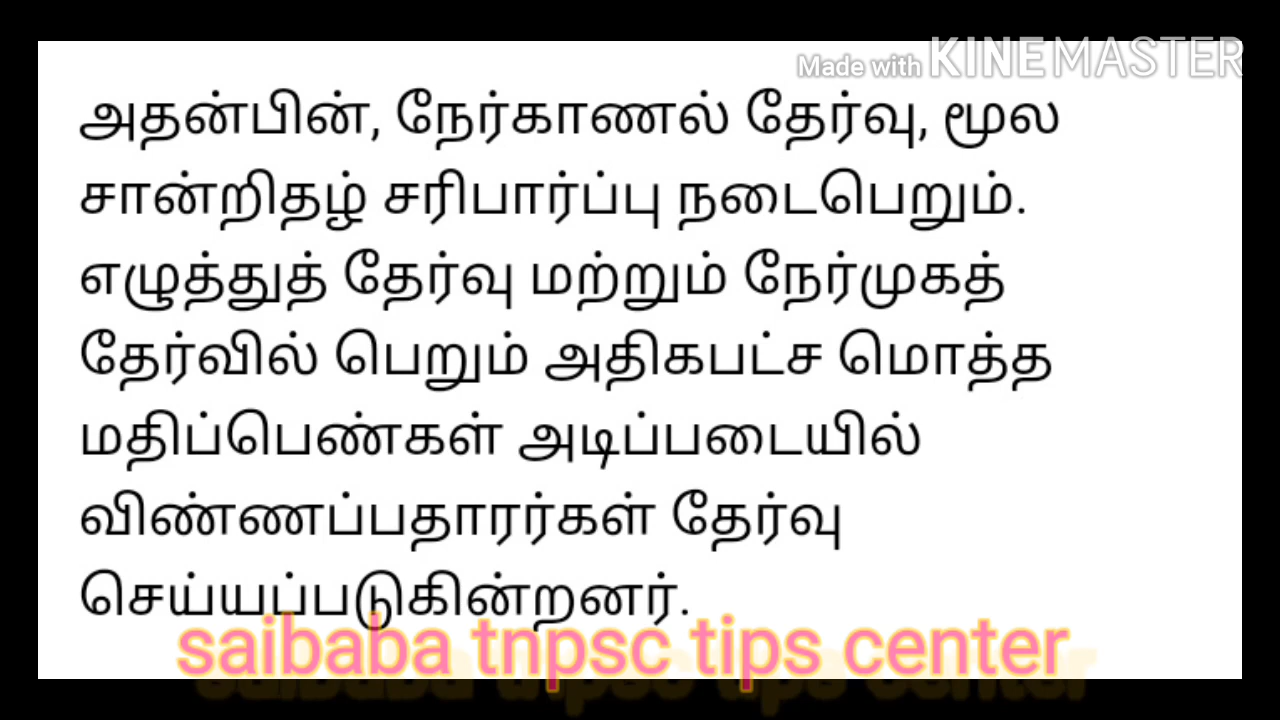 Made with KINEMASTER
அதன்பின், நேர்காணல் தேர்வு, மூல
சான்றிதழ் சரிபார்ப்பு நடைபெறும்.
எழுத்துத் தேர்வு மற்றும் நேர்முகத்
தேர்வில் பெறும் அதிகபட்ச மொத்த
மதிப்பெண்கள் அடிப்படையில்
விண்ணப்பதாரர்கள் தேர்வு
செய்யப்படுகின்றனர்.
saibaba tnpsc tips center